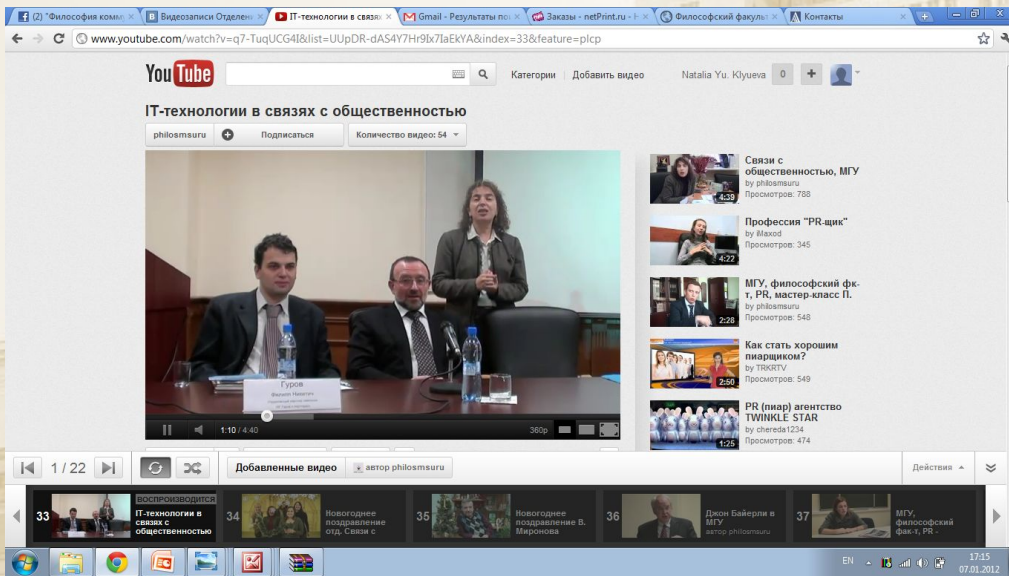 (2) "Философия комм
Видеозаписи Отделен
IT-технологии в связях
Gmail - Результаты по
Заказы - netPrint.ru - Н
Философский факуль
Контакты
www.youtube.com/watch?v=q7-TuqUCG4I&list=UUpDR-dAS4Y7Hr9Ix7IaEkYA&index=33&feature=plcp
YouTube
Категории
Добавить видео
Natalia Yu. Klyueva
0
IT-технологии в связях с общественностью
philosmsuru
Подписаться
Количество видео: 54
Гуров
1:10 / 4:40
360p
4:39
Связи с
общественностью, МГУ
by philosmsuru
Просмотров: 788
4:22
Профессия "PR-щик"
by iMaxod
Просмотров: 345
2:28
МГУ, философский фк-
т, PR, мастер-класс П.
by philosmsuru
Просмотров: 548
2:50
Как стать хорошим
пиарщиком?
by TRKRTV
Просмотров: 549
1:25
PR (пиар) агентство
TWINKLE STAR
by chereda1234
Просмотров: 474
1 / 22
Добавленные видео
автор philosmsuru
Действия
33
ВОСПРОИЗВОДИТСЯ
IT-технологии в
связях с
общественностью
34
Новогоднее
поздравление
отд. Связи с
35
Новогоднее
поздравление В.
Миронова
36
Джон Байерли в
МГУ
автор philosmsuru
37
МГУ,
философский
фак-т, PR -
EN
17:15
07.01.2012